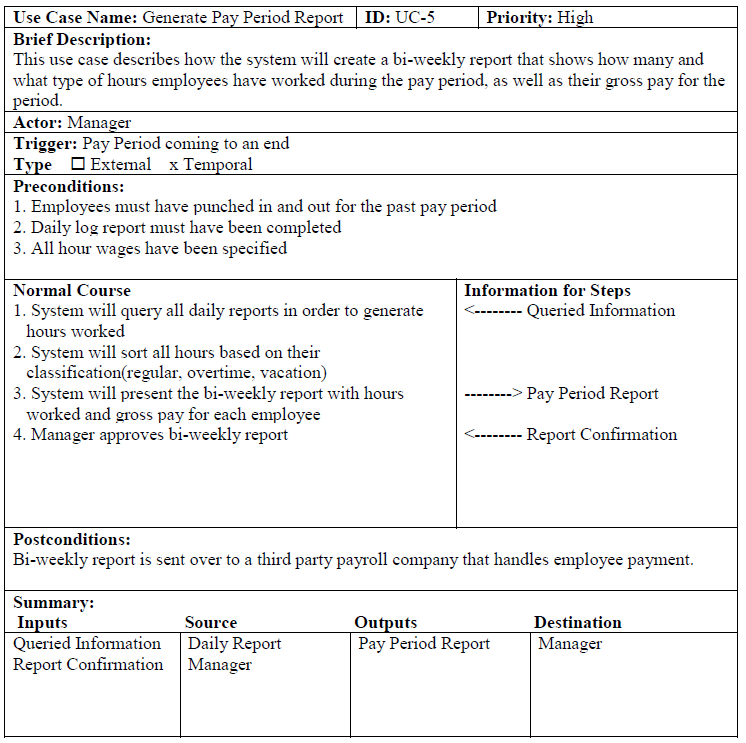 Use Case Name: Generate Pay Period Report ID: UC-5 Priority: High
Brief Description:
This use case describes how the system will create a bi-weekly report that shows how many and
what type of hours employees have worked during the pay period, as well as their gross pay for the
period.
Actor: Manager
Trigger: Pay Period coming to an end
Type ☐ External x Temporal
Preconditions:
1. Employees must have punched in and out for the past pay period
2. Daily log report must have been completed
3. All hour wages have been specified
Normal Course
1. System will query all daily reports in order to generate
hours worked
2. System will sort all hours based on their
classification(regular, overtime, vacation)
3. System will present the bi-weekly report with hours
worked and gross pay for each employee
4. Manager approves bi-weekly report
Information for Steps
<-------- Queried Information
--------> Pay Period Report
<-------- Report Confirmation
Postconditions:
Bi-weekly report is sent over to a third party payroll company that handles employee payment.
Summary:
Inputs Source Outputs Destination
Queried Information Daily Report Pay Period Report Manager
Report Confirmation Manager